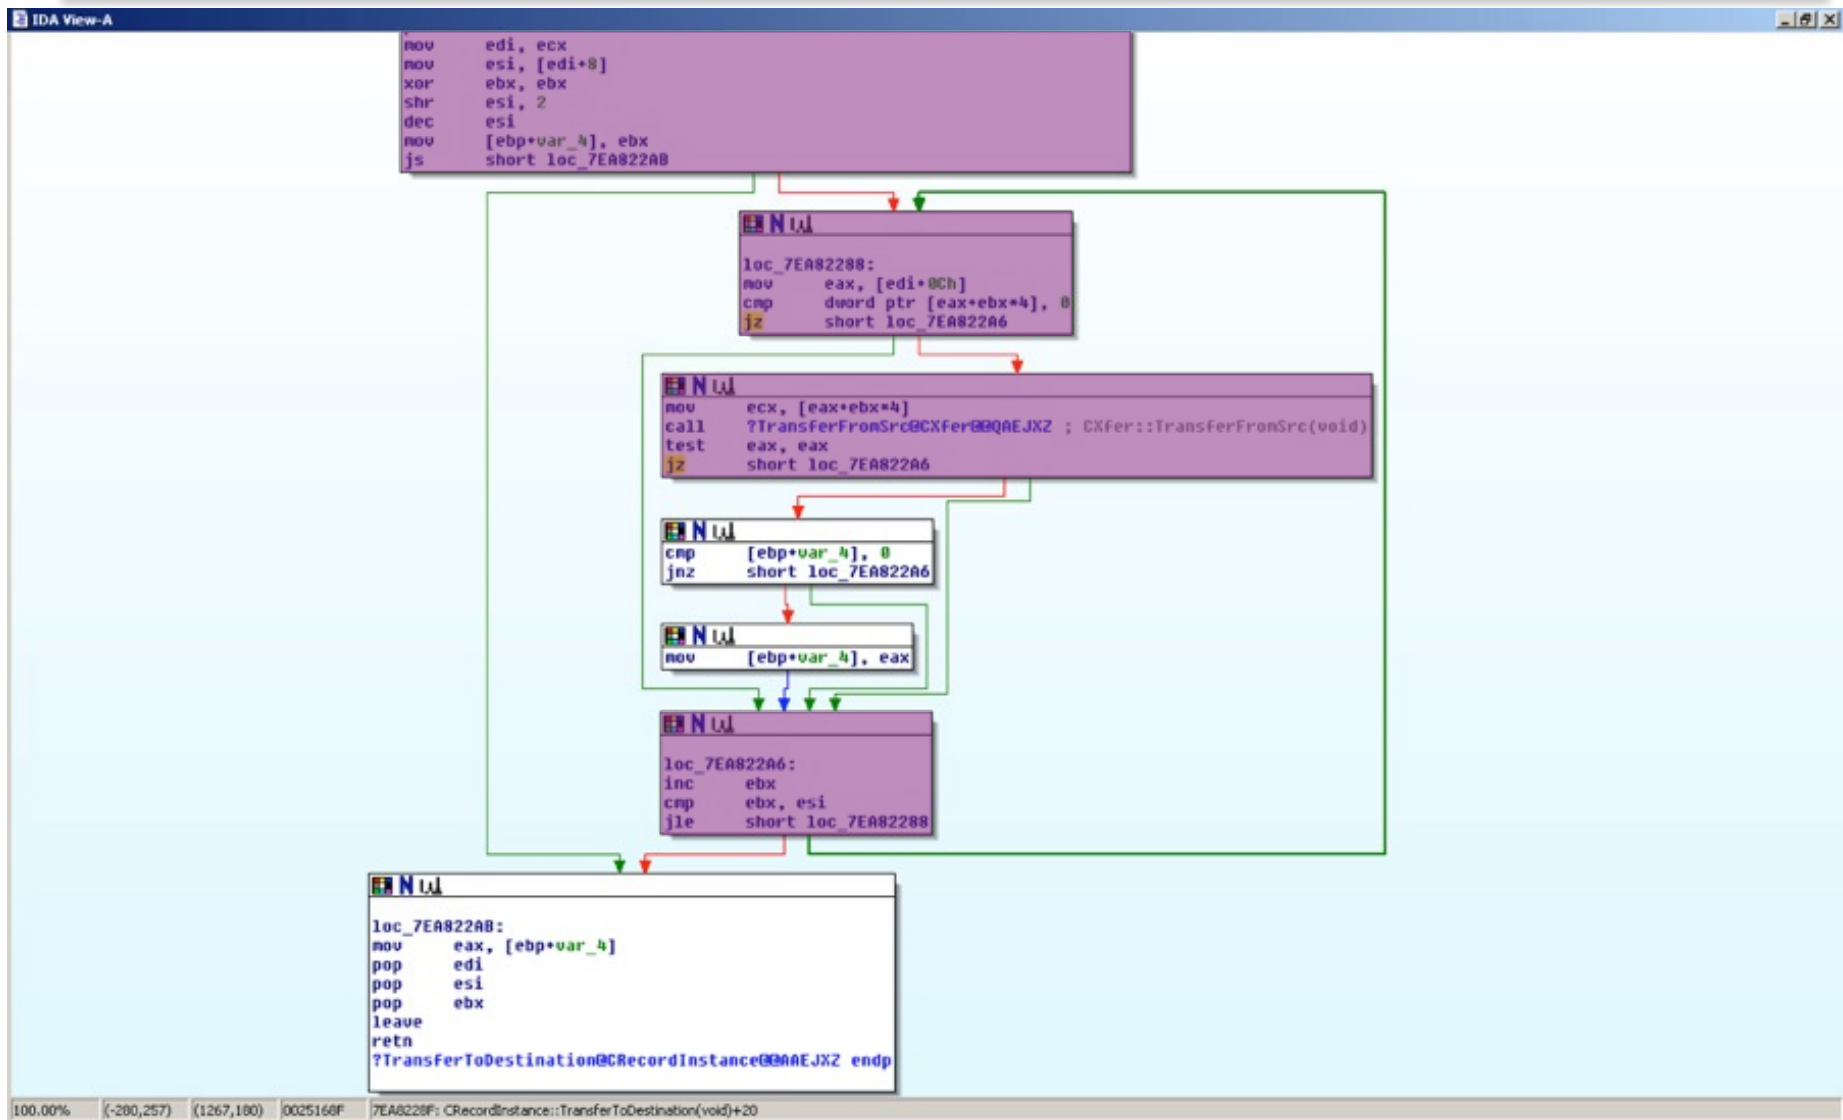 IDA View-A
mov edi, ecx
mov esi, [edi+8]
xor ebx, ebx
shr esi, 2
dec esi
mov [ebp+var_4], ebx
js short loc_7EA822AB
loc_7EA82288:
mov eax, [edi+0Ch]
cmp dword ptr [eax+ebx*4], 0
jz short loc_7EA822A6
mov ecx, [eax+ebx*4]
call ?TransferFromSrc@CXfer@@QAEJXZ ; CXfer::TransferFromSrc(void)
test eax, eax
jz short loc_7EA822A6
cmp [ebp+var_4], 0
jnz short loc_7EA822A6
mov [ebp+var_4], eax
loc_7EA822A6:
inc ebx
cmp ebx, esi
jle short loc_7EA82288
loc_7EA822AB:
mov eax, [ebp+var_4]
pop edi
pop esi
pop ebx
leave
retn
?TransferToDestination@CRecordInstance@@AAEJXZ endp
100.00% (-280,257) (1267,180) 0025168F 7EA8228F: CRecordInstance::TransferToDestination(void)+20